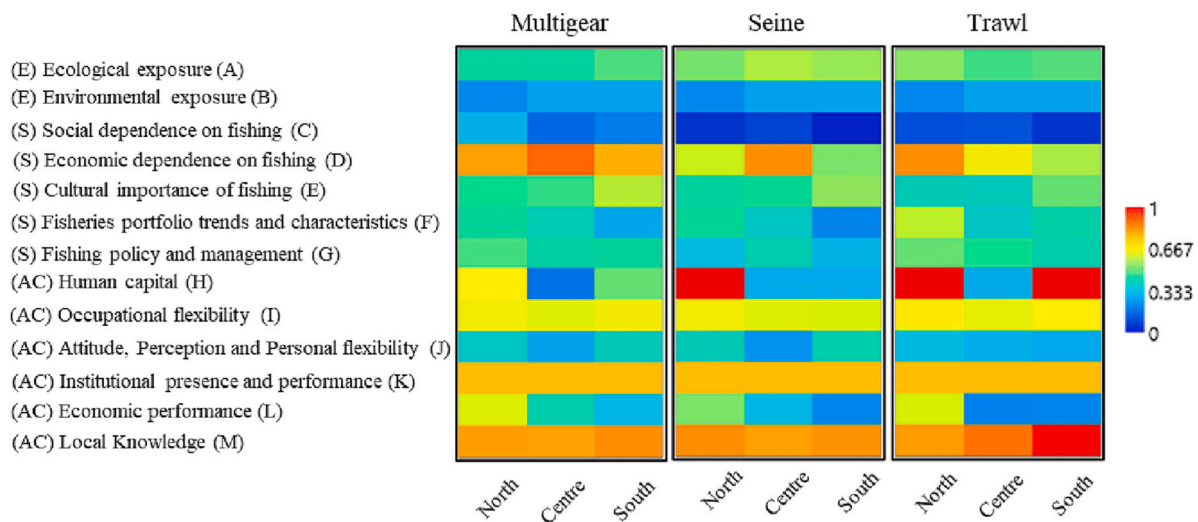 Multigear Seine Trawl
(E) Ecological exposure (A)
(E) Environmental exposure (B)
(S) Social dependence on fishing (C)
(S) Economic dependence on fishing (D)
(S) Cultural importance of fishing (E)
(S) Fisheries portfolio trends and characteristics (F)
(S) Fishing policy and management (G)
(AC) Human capital (H)
(AC) Occupational flexibility (I)
(AC) Attitude, Perception and Personal flexibility (J)
(AC) Institutional presence and performance (K)
(AC) Economic performance (L)
(AC) Local Knowledge (M)
1
0.667
0.333
0
North Centre South North Centre South North Centre South